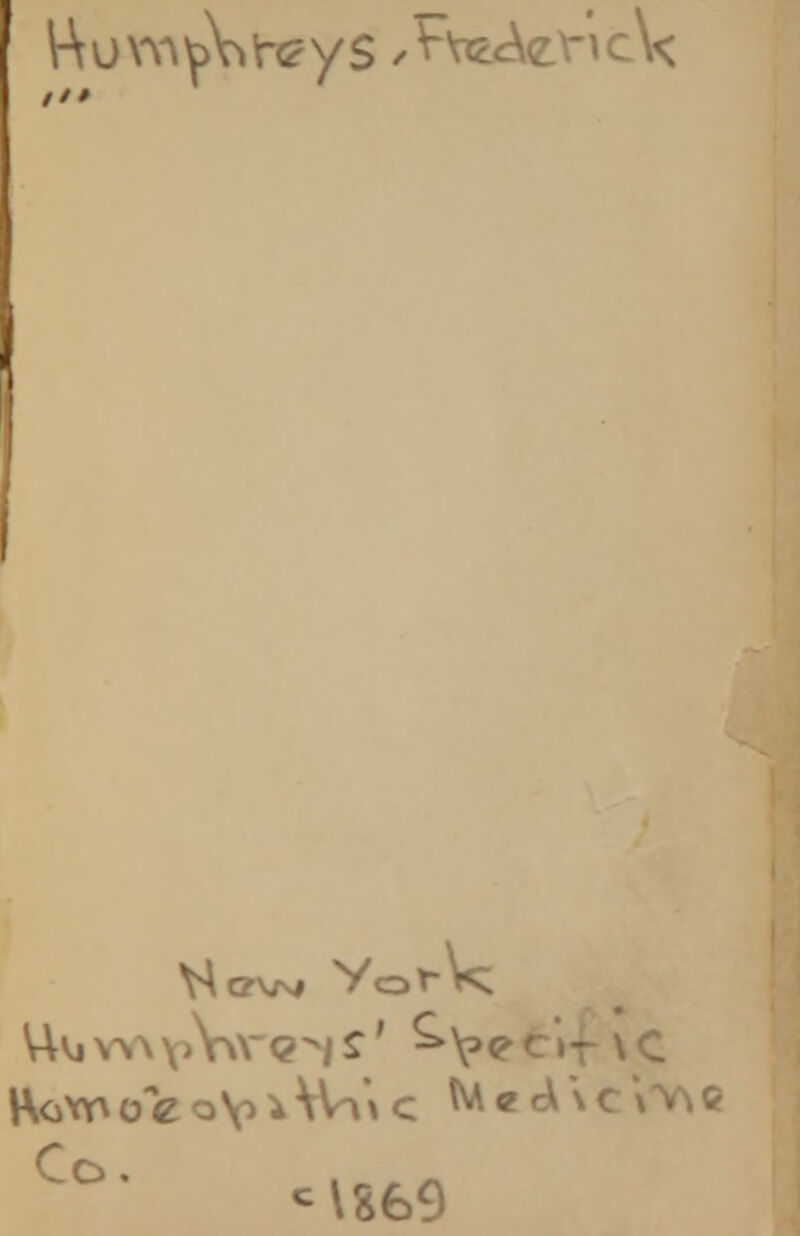 Humphreys, Frederick
'''
New York
Humphreys' Specific
Homoeopathic Medicine
Co.
c1869